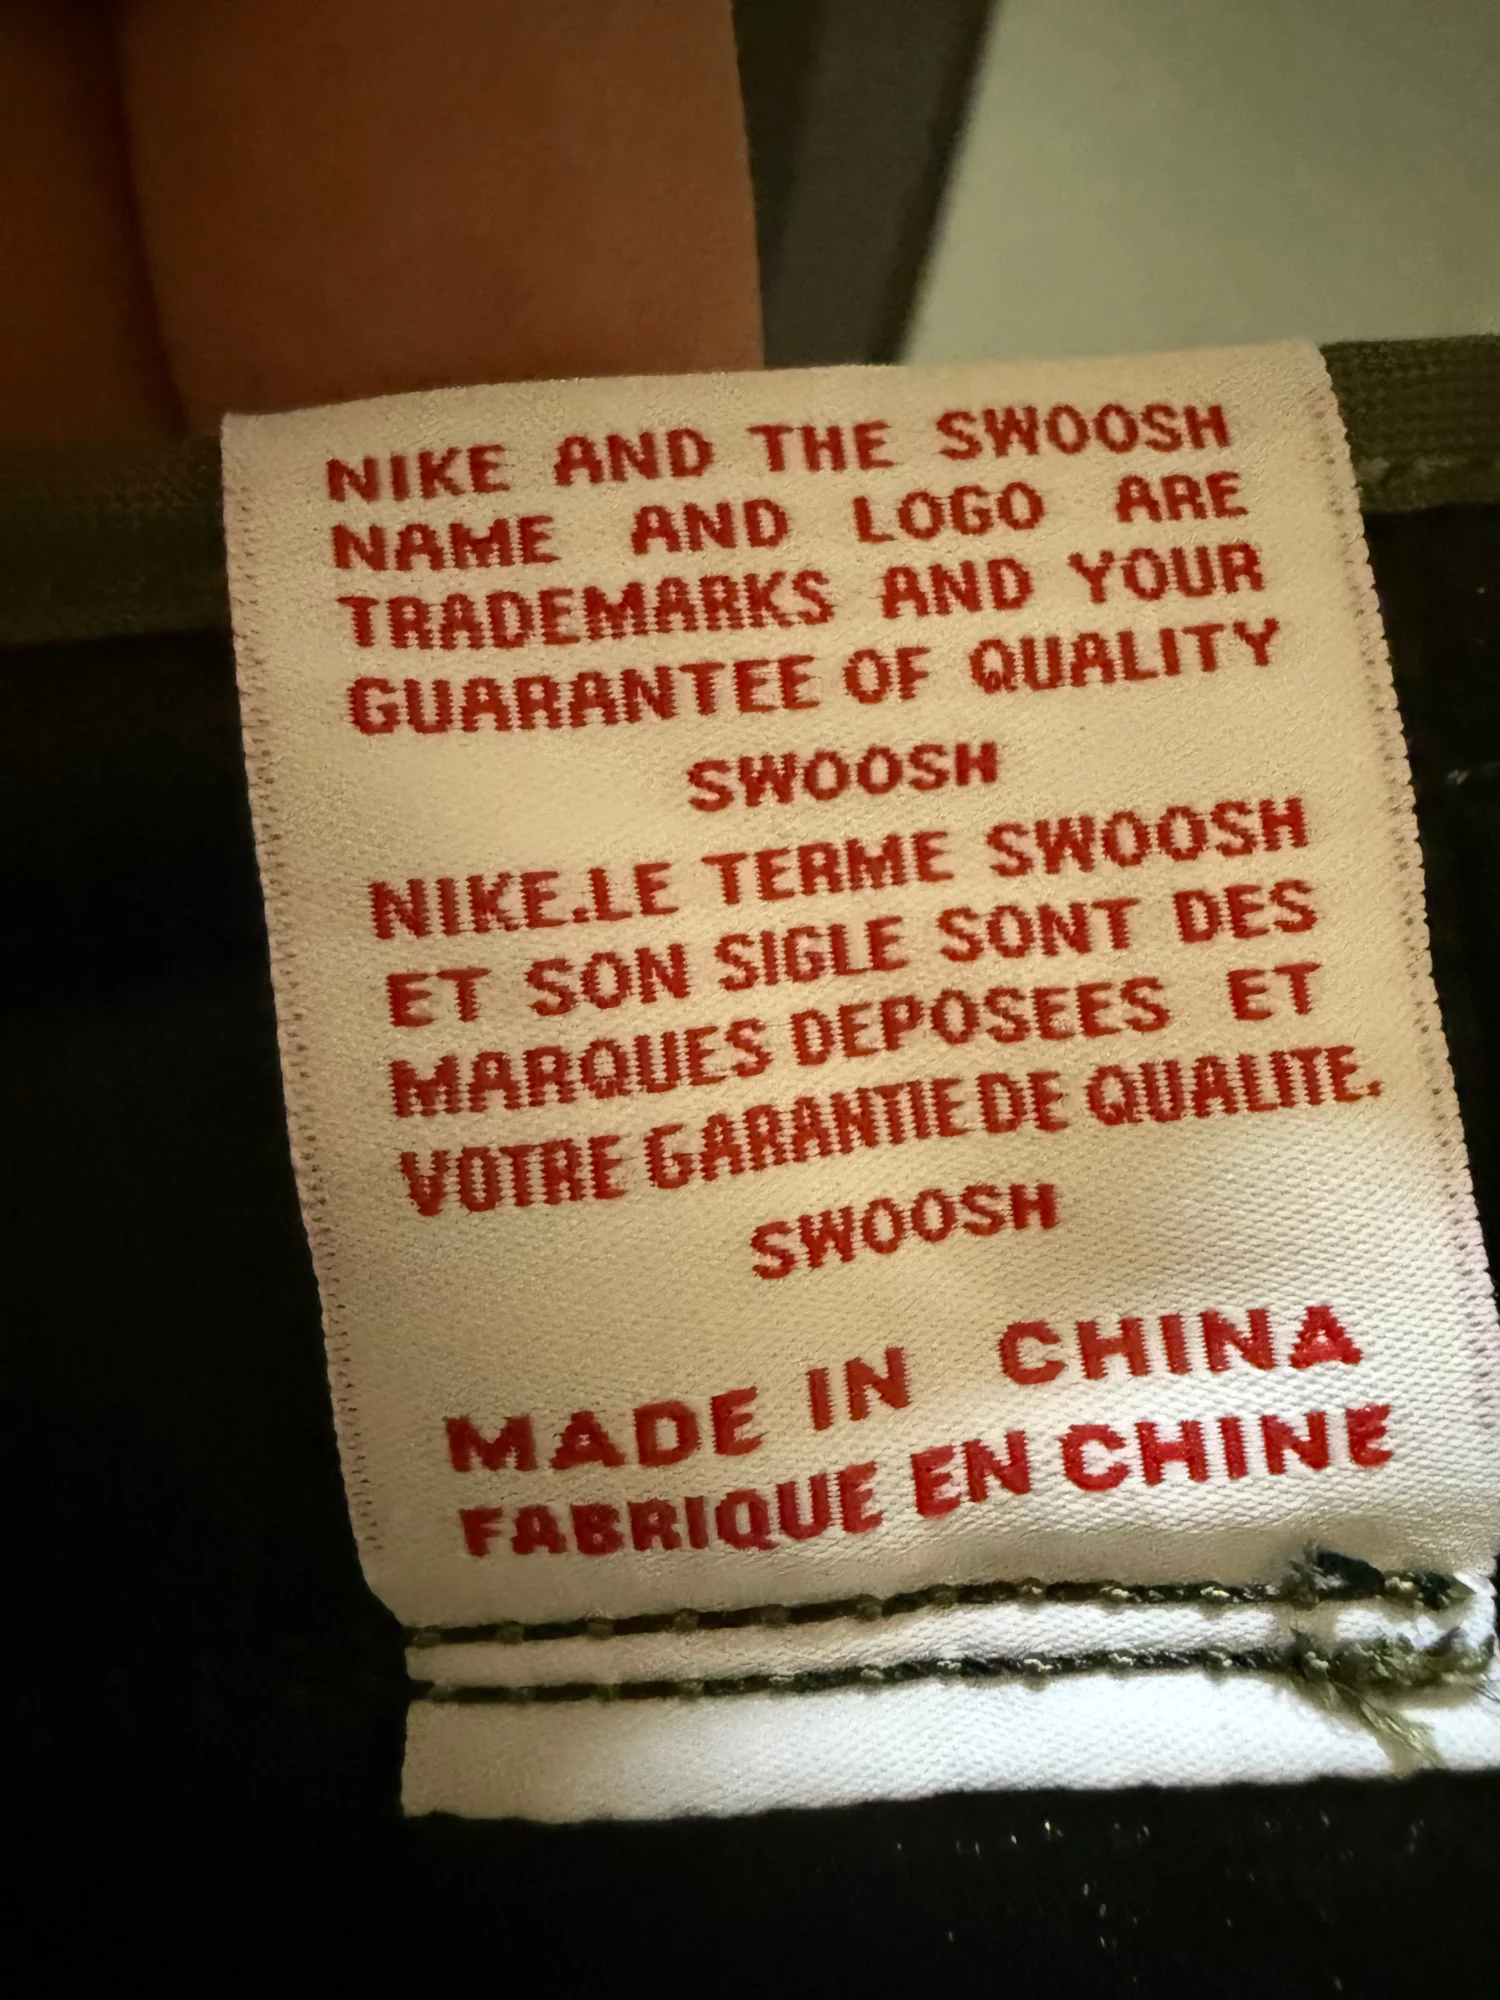 NIKE AND THE SWOOSH
NAME AND LOGO ARE
TRADEMARKS AND YOUR
GUARANTEE OF QUALITY
SWOOSH
NIKE.LE TERME SWOOSH
ET SON SIGLE SONT DES
MARQUES DEPOSEES ET
VOTRE GARANTIE DE QUALITE.
SWOOSH
MADE IN CHINA
FABRIQUE EN CHINE